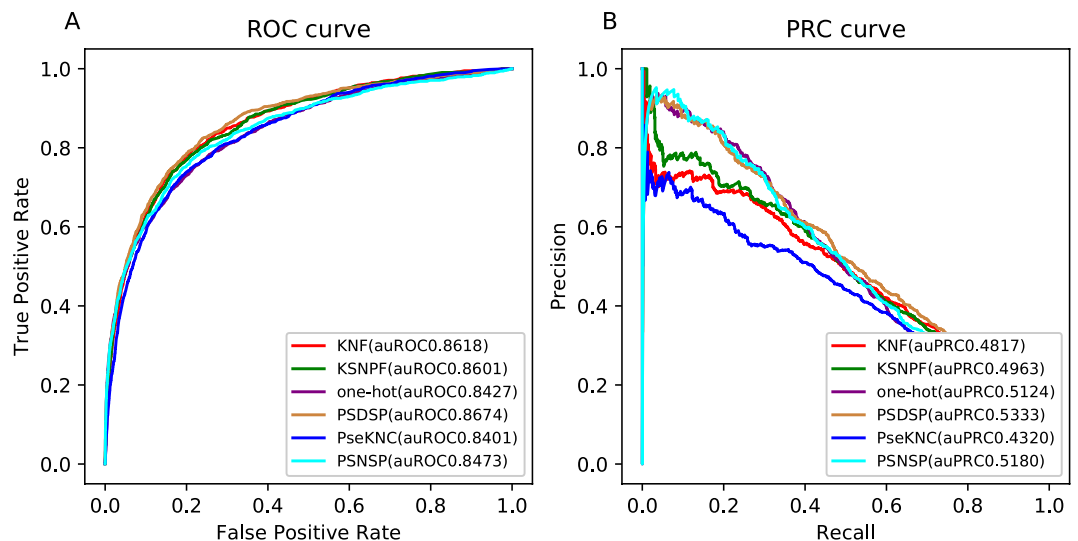 A
ROC curve
True Positive Rate
1.0
0.8
0.6
0.4
0.2
0.0
KNF(auROC0.8618)
KSNPF(auROC0.8601)
one-hot(auROC0.8427)
PSDSP(auROC0.8674)
PseKNC(auROC0.8401)
PSNSP(auROC0.8473)
0.0 0.2 0.4 0.6 0.8 1.0
False Positive Rate
B
PRC curve
Precision
1.0
0.8
0.6
0.4
0.2
0.0
KNF(auPRC0.4817)
KSNPF(auPRC0.4963)
one-hot(auPRC0.5124)
PSDSP(auPRC0.5333)
PseKNC(auPRC0.4320)
PSNSP(auPRC0.5180)
0.0 0.2 0.4 0.6 0.8 1.0
Recall